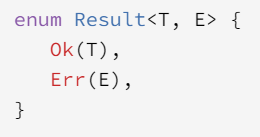 enum Result<T, E> {
   Ok(T),
   Err(E),
}